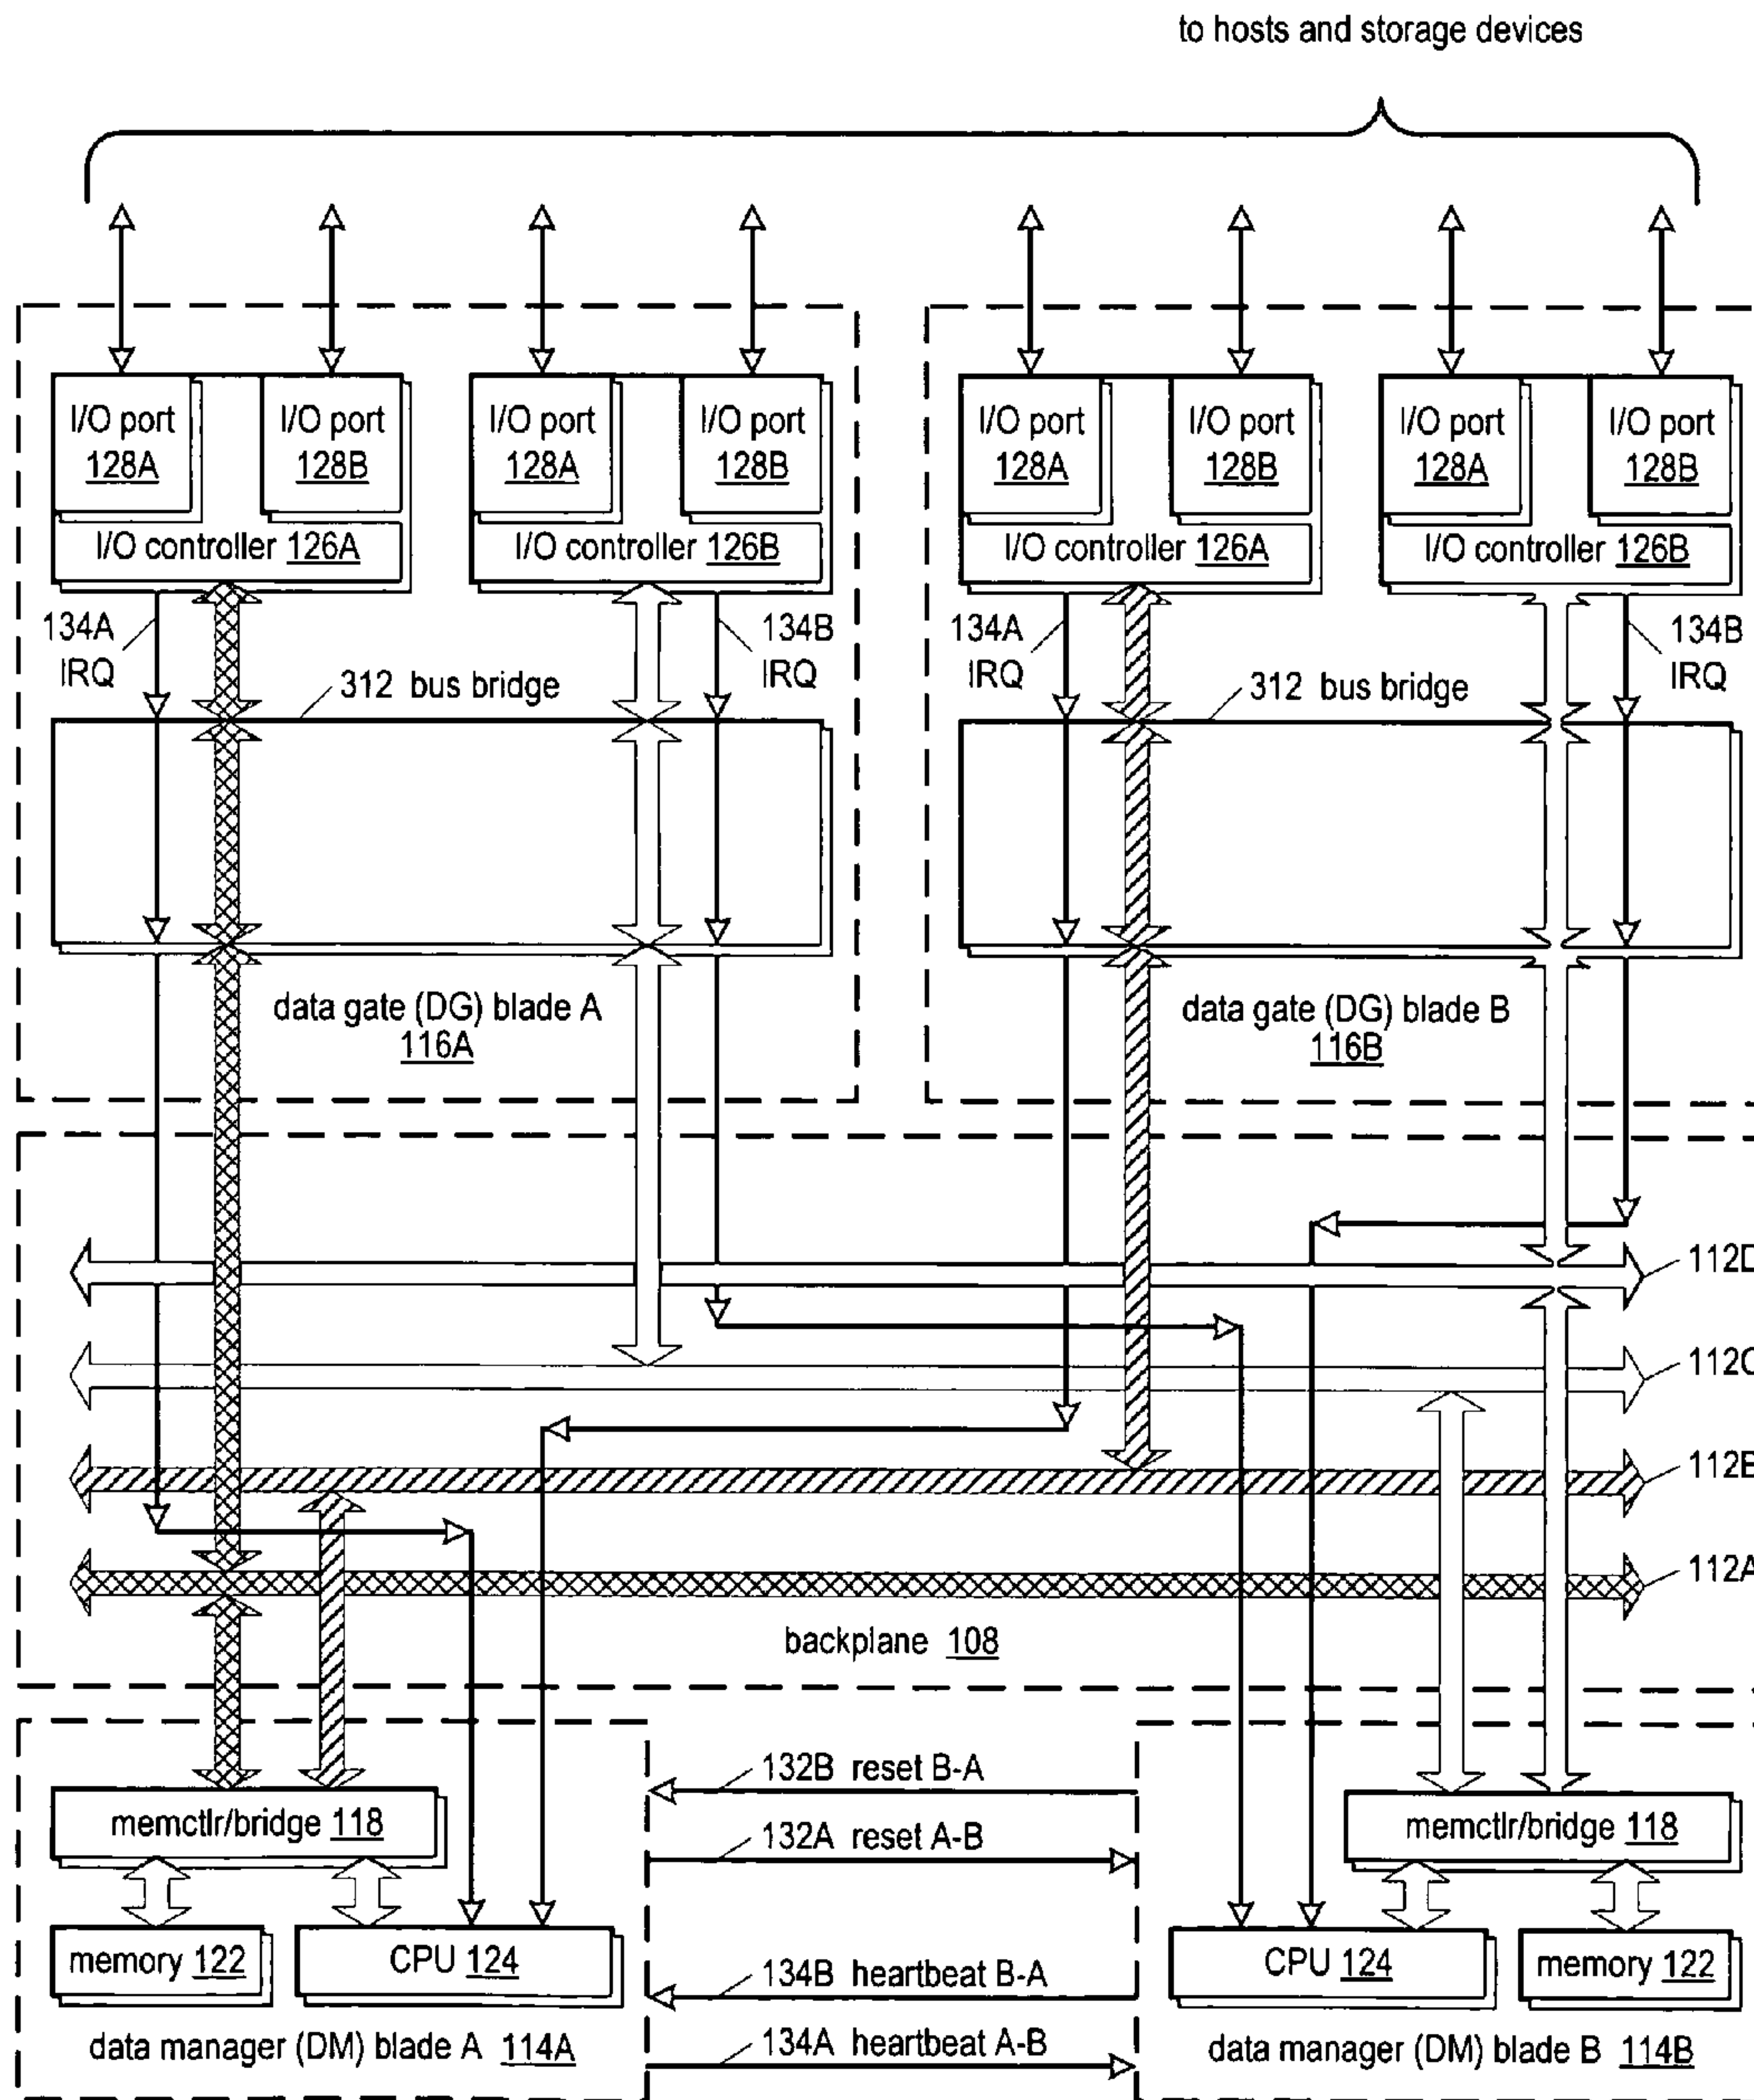 to hosts and storage devices
I/O port
128A
I/O port
128B
I/O port
128A
I/O port
128B
I/O port
128A
I/O port
128B
I/O port
128A
I/O port
128B
I/O controller 126A
I/O controller 126B
I/O controller 126A
I/O controller 126B
134A
IRQ
134B
IRQ
134A
IRQ
134B
IRQ
312 bus bridge
312 bus bridge
data gate (DG) blade A
116A
data gate (DG) blade B
116B
112D
112C
112B
112A
backplane 108
132B reset B-A
132A reset A-B
memctlr/bridge 118
memctlr/bridge 118
memory 122
CPU 124
134B heartbeat B-A
CPU 124
memory 122
data manager (DM) blade A 114A
134A heartbeat A-B
data manager (DM) blade B 114B